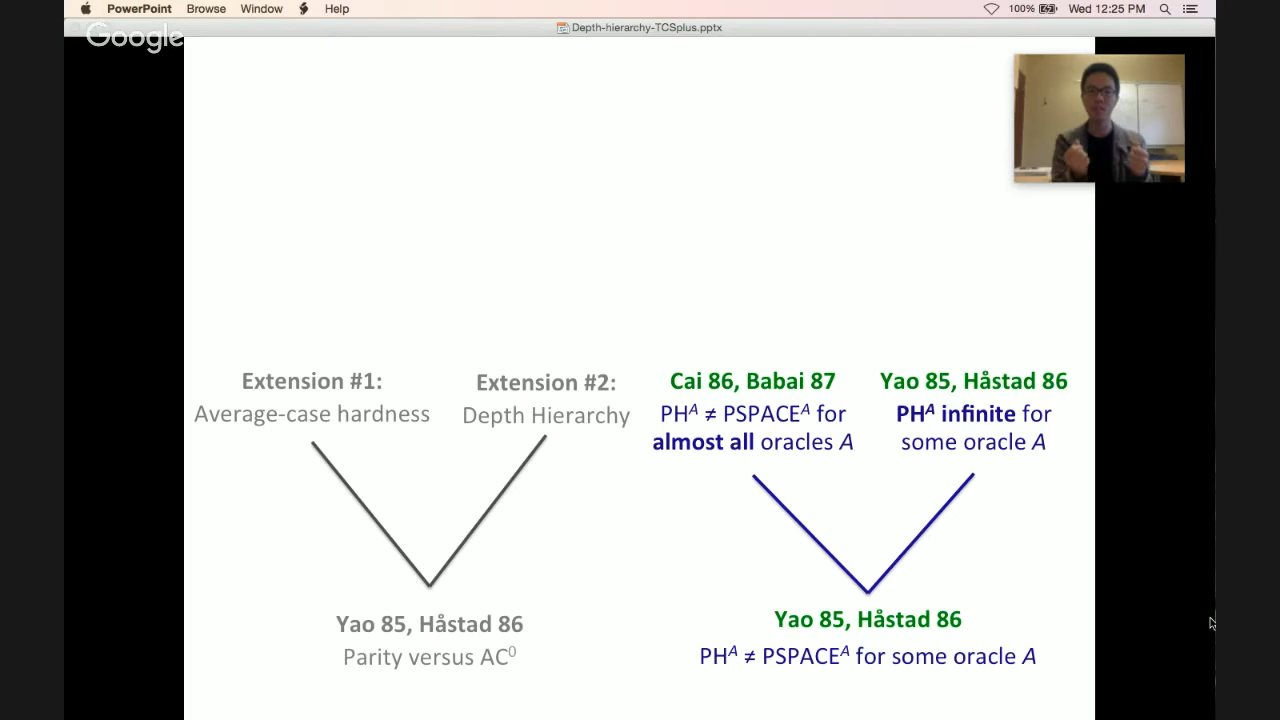 PowerPoint Browse Window Help 100% Wed 12:25 PM
Depth-hierarchy-TCSplus.pptx
Google
Extension #1:
Average-case hardness
Extension #2:
Depth Hierarchy
Cai 86, Babai 87
PHᴬ ≠ PSPACEᴬ for
almost all oracles A
Yao 85, Håstad 86
PHᴬ infinite for
some oracle A
Yao 85, Håstad 86
Parity versus AC⁰
Yao 85, Håstad 86
PHᴬ ≠ PSPACEᴬ for some oracle A